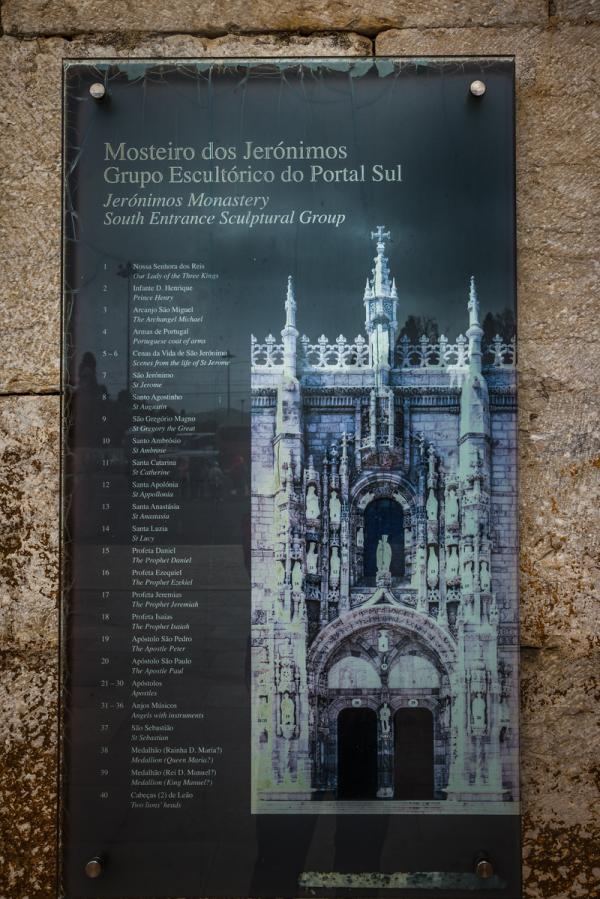 Mosteiro dos Jerónimos
Grupo Escultórico do Portal Sul
Jerónimos Monastery
South Entrance Sculptural Group
1 Nossa Senhora dos Reis
Our Lady of the Three Kings
2 Infante D. Henrique
Prince Henry
3 Arcanjo São Miguel
The Archangel Michael
4 Armas de Portugal
Portuguese coat of arms
5 – 6 Cenas da Vida de São Jerónimo
Scenes from the life of St Jerome
7 São Jerónimo
St Jerome
8 Santo Agostinho
St Augustin
9 São Gregório Magno
St Gregory the Great
10 Santo Ambrósio
St Ambrose
11 Santa Catarina
St Catherine
12 Santa Apolónia
St Appollonia
13 Santa Anastásia
St Anastasia
14 Santa Luzia
St Lucy
15 Profeta Daniel
The Prophet Daniel
16 Profeta Ezequiel
The Prophet Ezekiel
17 Profeta Jeremias
The Prophet Jeremiah
18 Profeta Isaías
The Prophet Isaiah
19 Apóstolo São Pedro
The Apostle Peter
20 Apóstolo São Paulo
The Apostle Paul
21 – 30 Apóstolos
Apostles
31 – 36 Anjos Músicos
Angels with instruments
37 São Sebastião
St Sebastian
38 Medalhão (Rainha D. Maria?)
Medallion (Queen Maria?)
39 Medalhão (Rei D. Manuel?)
Medallion (King Manuel?)
40 Cabeças (2) de Leão
Two lions' heads